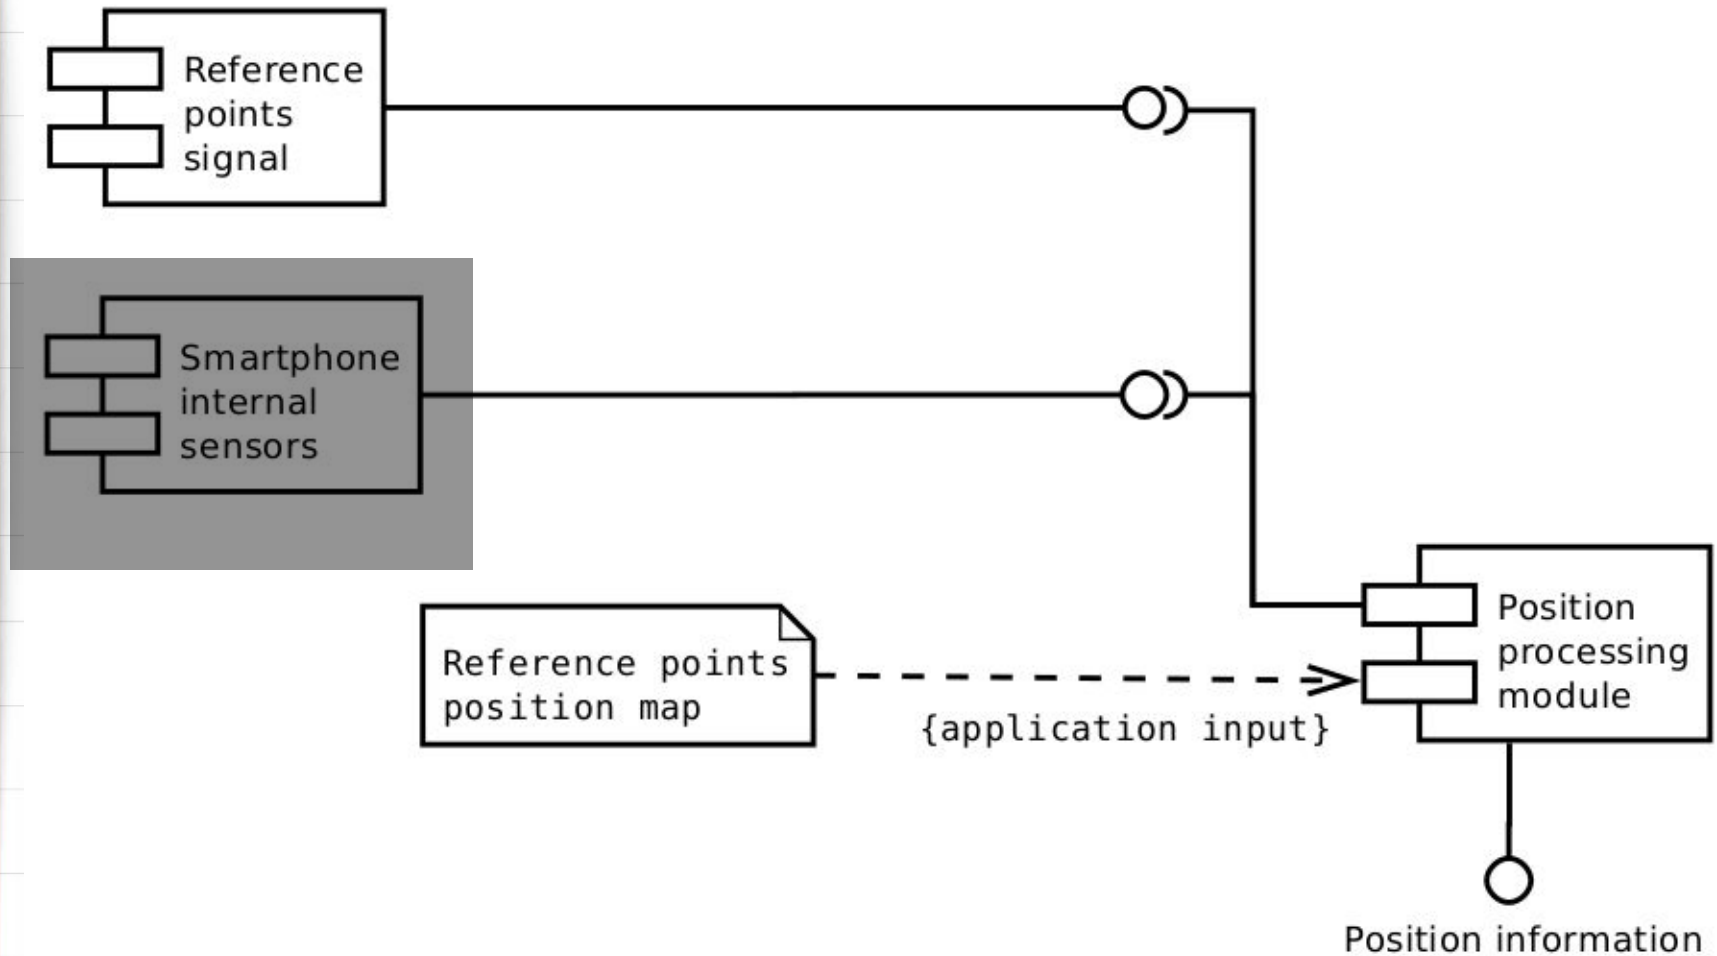 Reference
points
signal
Smartphone
internal
sensors
Reference points
position map
{application input}
Position
processing
module
Position information